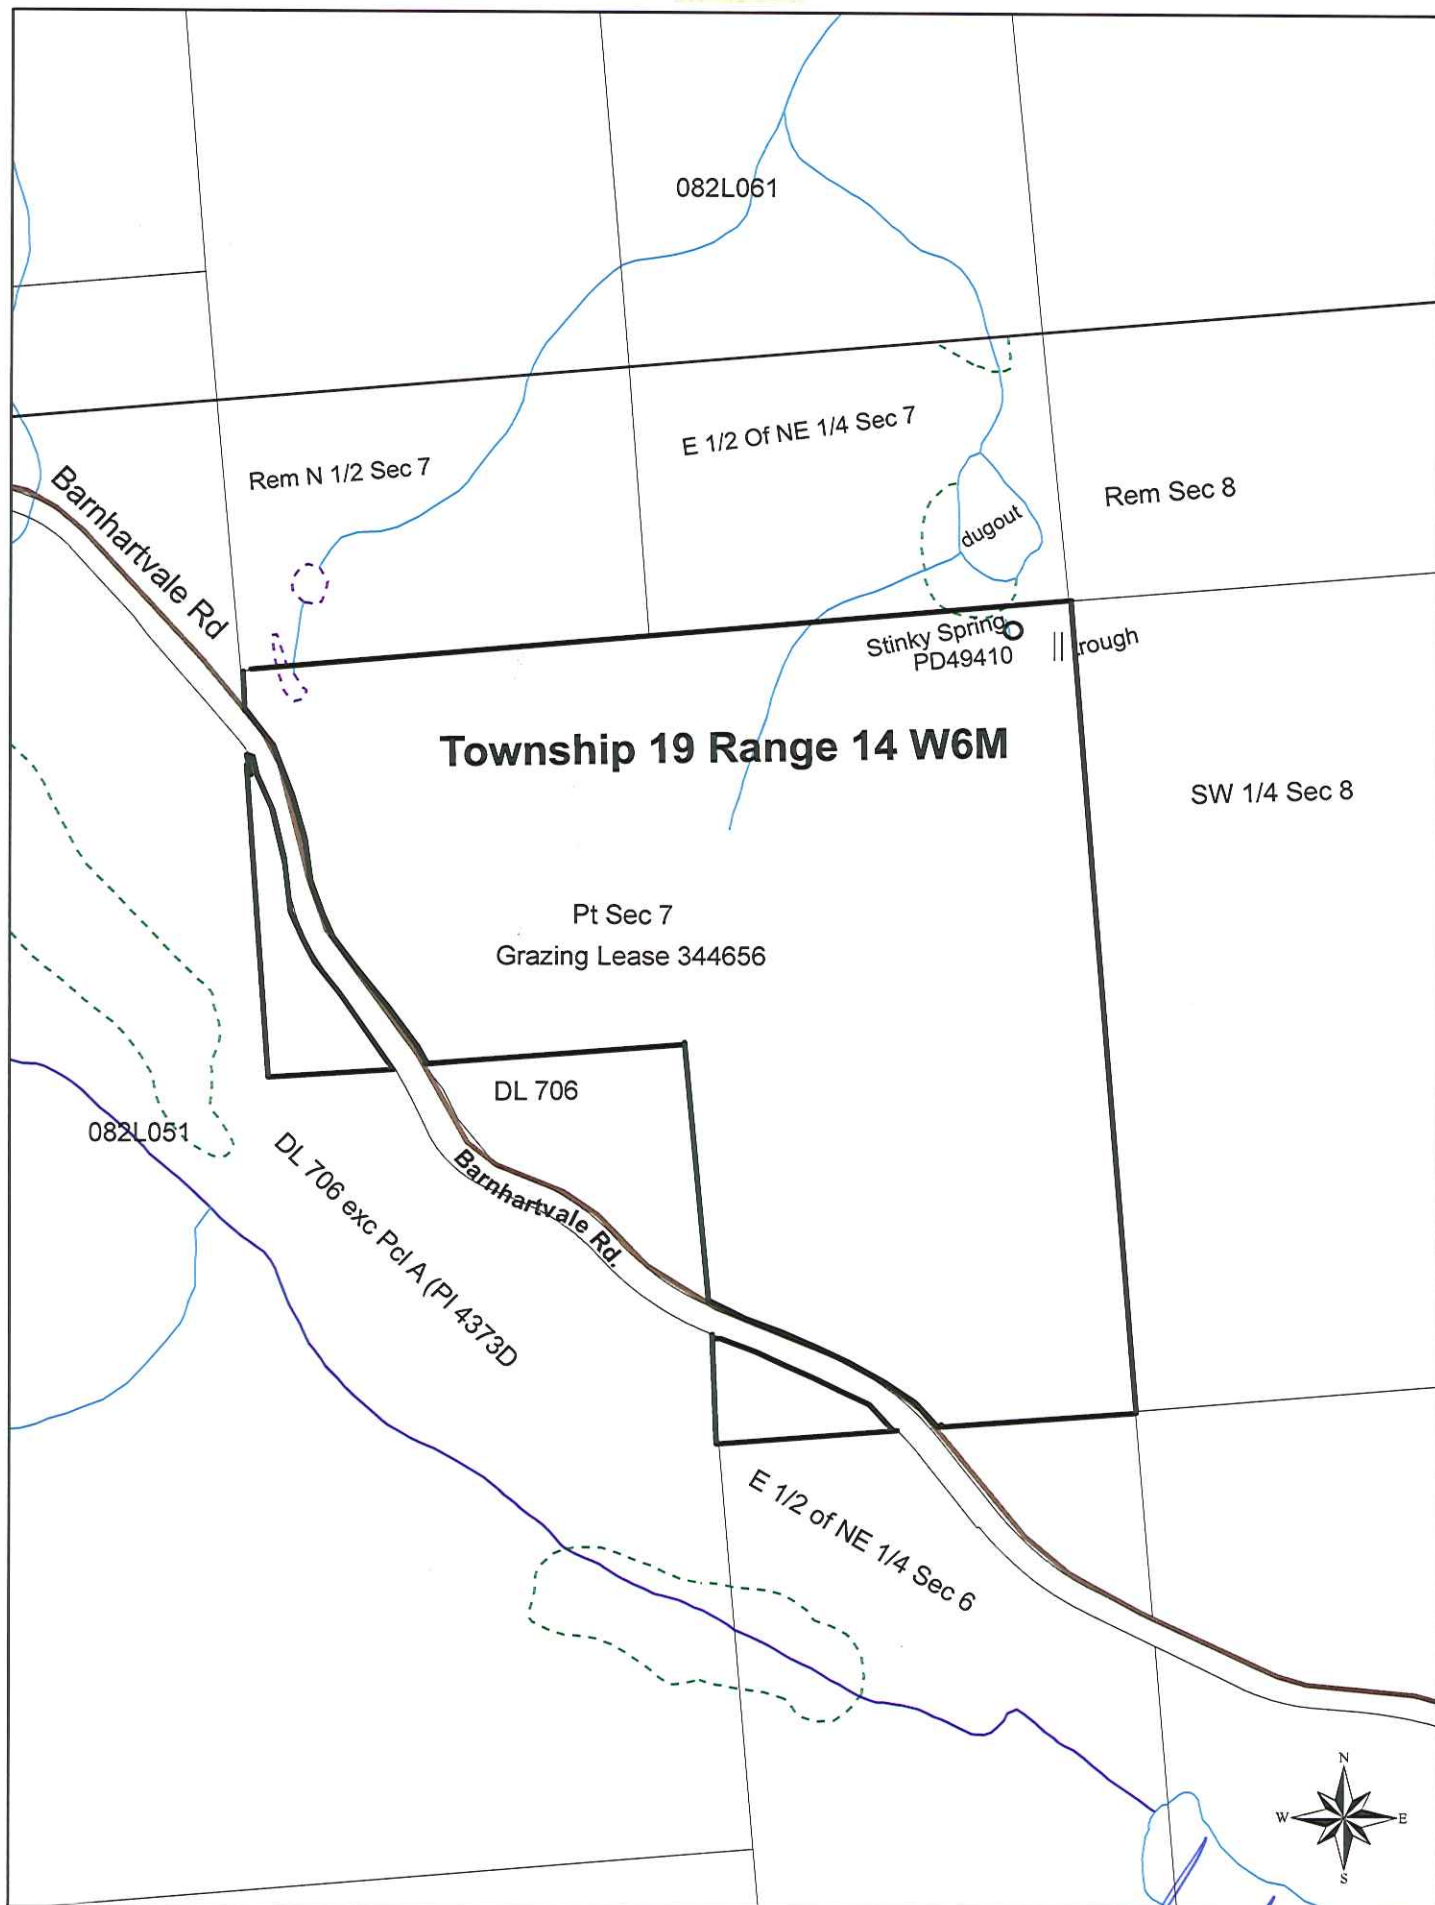 082L061
E 1/2 Of NE 1/4 Sec 7
Rem N 1/2 Sec 7
Rem Sec 8
Barnhartvale Rd
dugout
Stinky Spring
PD49410
|| rough
Township 19 Range 14 W6M
SW 1/4 Sec 8
Pt Sec 7
Grazing Lease 344656
DL 706
082L051
DL 706 exc Pcl A (Pl 4373D
Barnhartvale Rd.
E 1/2 of NE 1/4 Sec 6
N
W
E
S